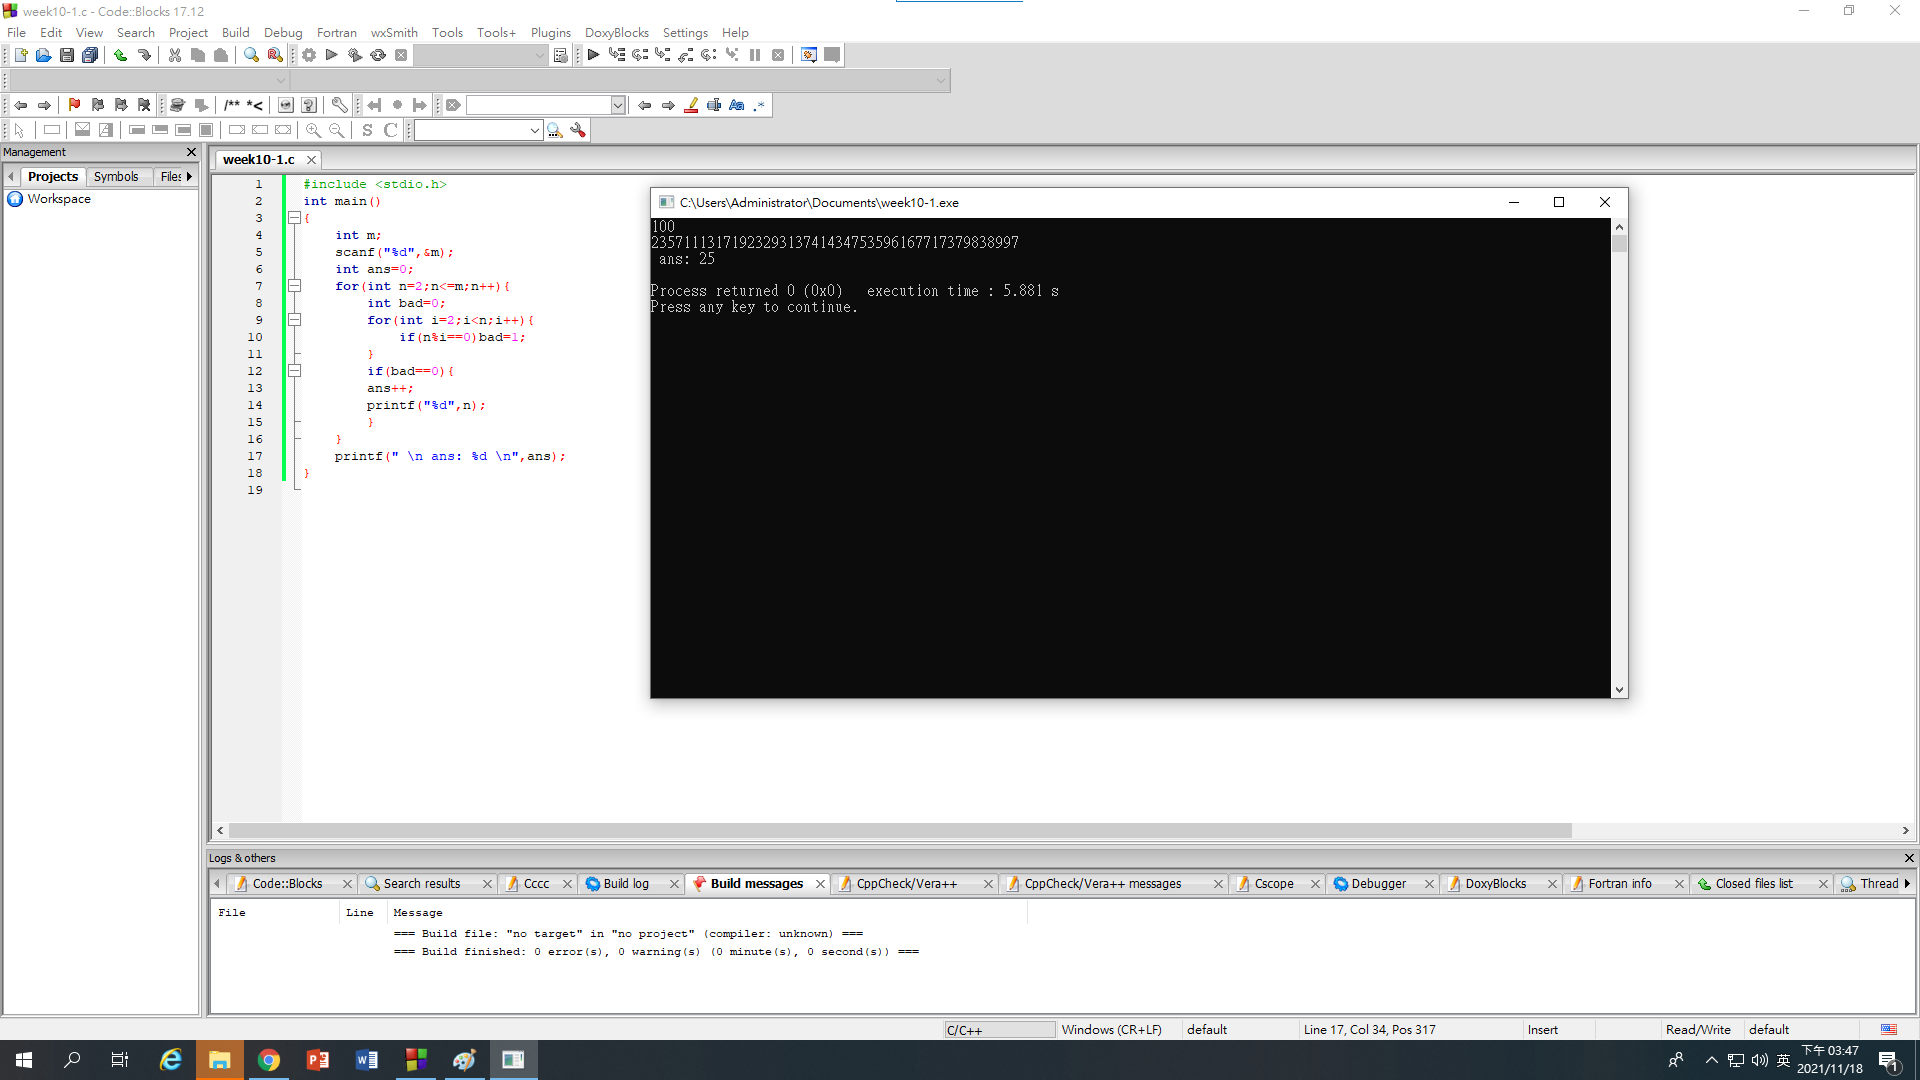 week10-1.c - Code::Blocks 17.12
File Edit View Search Project Build Debug Fortran wxSmith Tools Tools+ Plugins DoxyBlocks Settings Help
/** *<
S C
Management
Projects Symbols Files
Workspace
week10-1.c
1 #include <stdio.h>
2 int main()
3 {
4 int m;
5 scanf("%d",&m);
6 int ans=0;
7 for(int n=2;n<=m;n++){
8 int bad=0;
9 for(int i=2;i<n;i++){
10 if(n%i==0)bad=1;
11 }
12 if(bad==0){
13 ans++;
14 printf("%d",n);
15 }
16 }
17 printf(" \n ans: %d \n",ans);
18 }
19
C:\Users\Administrator\Documents\week10-1.exe
100
2357111317192329313741434753596167717379838997
ans: 25
Process returned 0 (0x0)   execution time : 5.881 s
Press any key to continue.
Logs & others
Code::Blocks Search results Cccc Build log Build messages CppCheck/Vera++ CppCheck/Vera++ messages Cscope Debugger DoxyBlocks Fortran info Closed files list Thread
File Line Message
=== Build file: "no target" in "no project" (compiler: unknown) ===
=== Build finished: 0 error(s), 0 warning(s) (0 minute(s), 0 second(s)) ===
C/C++ Windows (CR+LF) default Line 17, Col 34, Pos 317 Insert Read/Write default
英 下午 03:47
2021/11/18
1